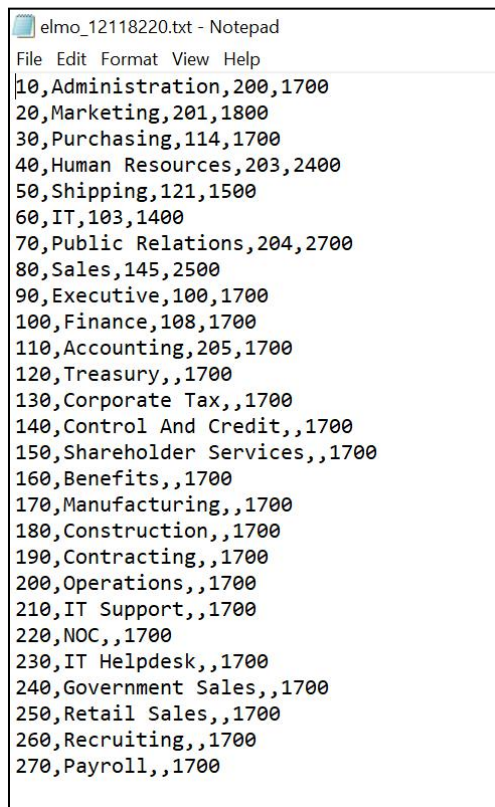 elmo_12118220.txt - Notepad
File Edit Format View Help
10,Administration,200,1700
20,Marketing,201,1800
30,Purchasing,114,1700
40,Human Resources,203,2400
50,Shipping,121,1500
60,IT,103,1400
70,Public Relations,204,2700
80,Sales,145,2500
90,Executive,100,1700
100,Finance,108,1700
110,Accounting,205,1700
120,Treasury,,1700
130,Corporate Tax,,1700
140,Control And Credit,,1700
150,Shareholder Services,,1700
160,Benefits,,1700
170,Manufacturing,,1700
180,Construction,,1700
190,Contracting,,1700
200,Operations,,1700
210,IT Support,,1700
220,NOC,,1700
230,IT Helpdesk,,1700
240,Government Sales,,1700
250,Retail Sales,,1700
260,Recruiting,,1700
270,Payroll,,1700